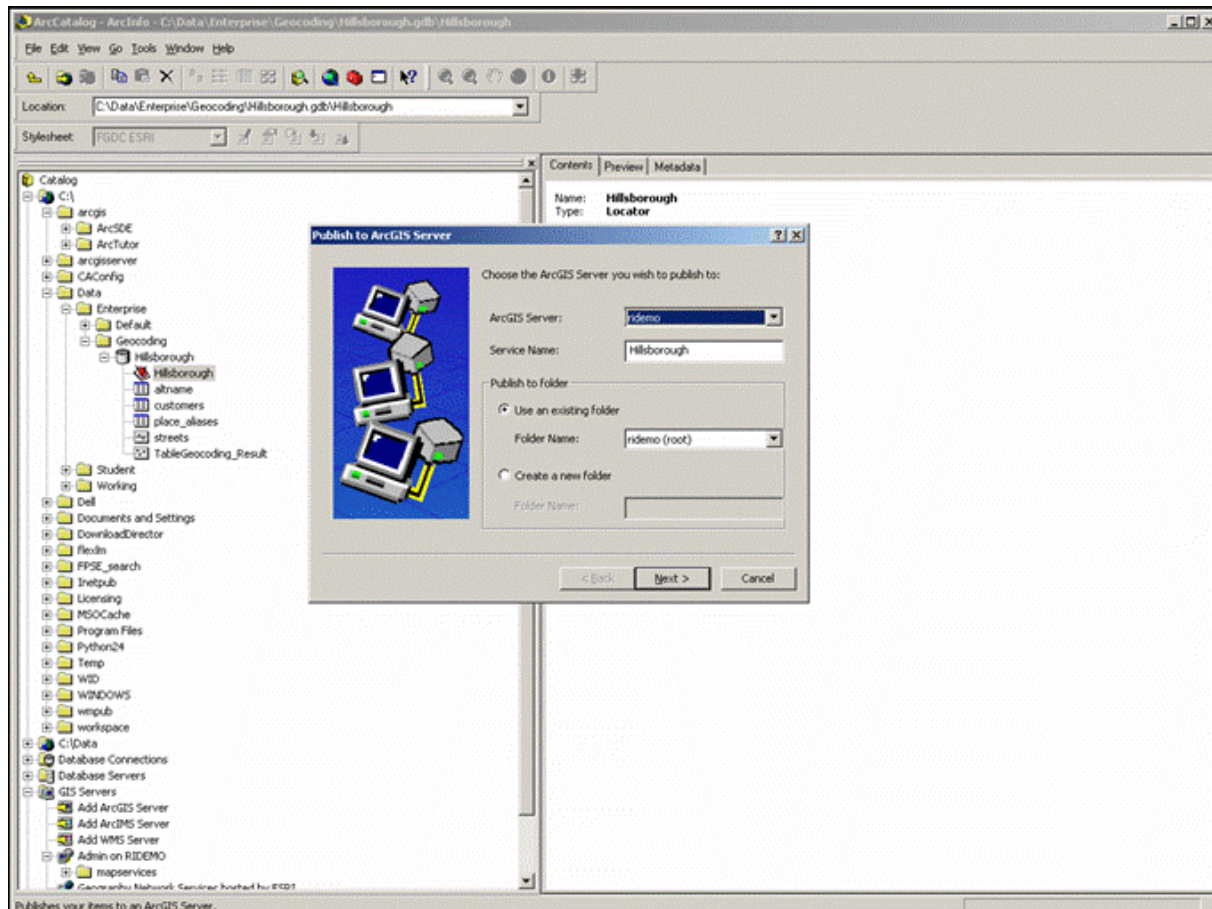 ArcCatalog - ArcInfo - C:\Data\Enterprise\Geocoding\Hillsborough.gdb\Hillsborough
File Edit View Go Tools Window Help
Location: C:\Data\Enterprise\Geocoding\Hillsborough.gdb\Hillsborough
Stylesheet: FGDC ESRI
Contents Preview Metadata
Name: Hillsborough
Type: Locator
Catalog
C:\
arcgis
ArcSDE
ArcTutor
arcgisserver
CAConfig
Data
Enterprise
Default
Geocoding
Hillsborough
Hillsborough
altname
customers
place_aliases
streets
TableGeocoding_Result
Student
Working
Dell
Documents and Settings
DownloadDirector
flexlm
FPSE_search
Inetpub
Licensing
MSOCache
Program Files
Python24
Temp
WID
WINDOWS
wmpub
workspace
C:\Data
Database Connections
Database Servers
GIS Servers
Add ArcGIS Server
Add ArcIMS Server
Add WMS Server
Admin on RIDEMO
mapservices
Geography Network Services hosted by ESRI
Publish to ArcGIS Server
Choose the ArcGIS Server you wish to publish to:
ArcGIS Server: ridemo
Service Name: Hillsborough
Publish to folder
Use an existing folder
Folder Name: ridemo (root)
Create a new folder
Folder Name:
< Back Next > Cancel
Publishes your items to an ArcGIS Server.